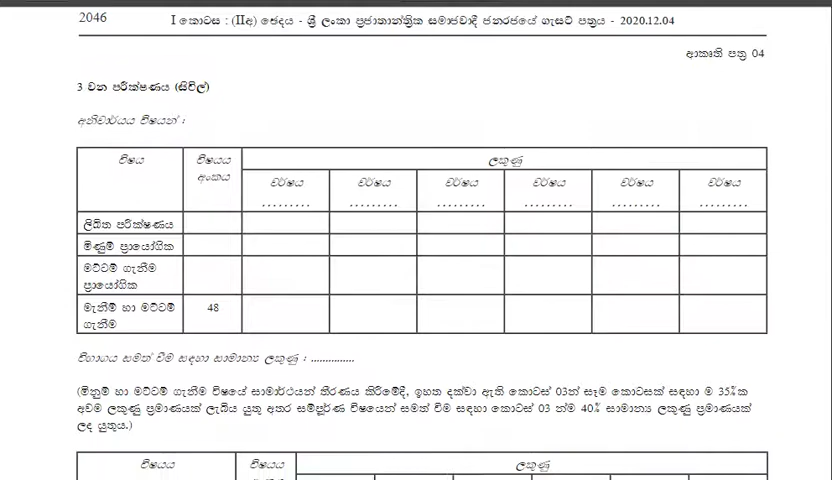 2046
I කොටස : (IIඅ) ඡෙදය - ශ්‍රී ලංකා ප්‍රජාතාන්ත්‍රික සමාජවාදී ජනරජයේ ගැසට් පත්‍රය - 2020.12.04
ආකෘති පත්‍ර 04
3 වන පරීක්ෂණය (සිවිල්)
අනිවාර්යය විෂයන් :
විෂය
විෂයය අංකය
ලකුණු
වර්ෂය ......... වර්ෂය ......... වර්ෂය ......... වර්ෂය ......... වර්ෂය ......... වර්ෂය .........
ලිඛිත පරීක්ෂණය
මිණුම් ප්‍රායෝගික
මට්ටම් ගැනීම
ප්‍රායෝගික
මැනීම් හා මට්ටම් 48
ගැනීම
විභාගය සමත් වීම සඳහා සාමාන්‍ය ලකුණු : ...............
(මිනුම් හා මට්ටම් ගැනීම විෂයේ සාමාර්ථයන් තීරණය කිරීමේදී, ඉහත දක්වා ඇති කොටස් 03න් සෑම කොටසක් සඳහා ම 35%ක
අවම ලකුණු ප්‍රමාණයක් ලැබිය යුතු අතර සම්පූර්ණ විෂයෙන් සමත් වීම සඳහා කොටස් 03 න්ම 40% සාමාන්‍ය ලකුණු ප්‍රමාණයක්
ලද යුතුය.)
විෂයය
විෂයය
ලකුණු